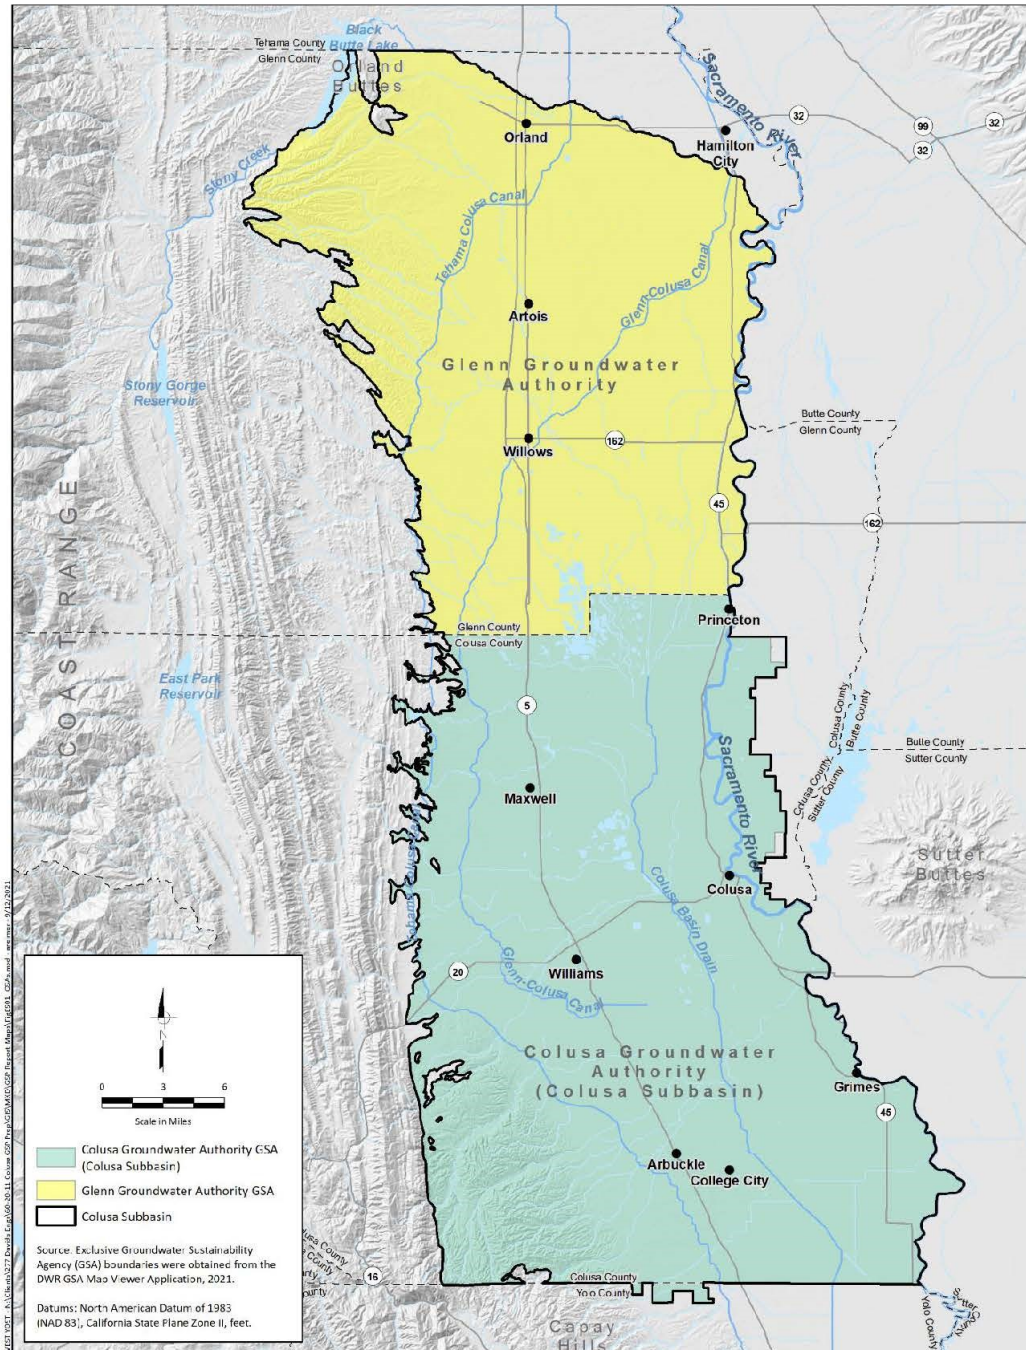 Black
Butte Lake
Tehama County
Glenn County
Orland
Buttes
Sacramento River
32
99
32
32
Orland
Hamilton
City
Stony Creek
Tehama Colusa Canal
Glenn Colusa Canal
Artois
Glenn Groundwater
Authority
Stony Gorge
Reservoir
Butte County
Glenn County
Willows
162
45
162
COAST RANGE
Princeton
Glenn County
Colusa County
East Park
Reservoir
5
Colusa County
Butte County
Butte County
Sutter County
Colusa County
Sutter County
Maxwell
Sacramento River
Sutter
Buttes
Colusa
Colusa Basin Drain
Tehama Colusa Canal
20
Williams
Glenn-Colusa Canal
Colusa Groundwater
Authority
(Colusa Subbasin)
Grimes
45
Arbuckle
College City
0 3 6
Scale in Miles
Colusa Groundwater Authority GSA
(Colusa Subbasin)
Glenn Groundwater Authority GSA
Colusa Subbasin
Source: Exclusive Groundwater Sustainability
Agency (GSA) boundaries were obtained from the
DWR GSA Map Viewer Application, 2021.
Datums: North American Datum of 1983
(NAD 83), California State Plane Zone II, feet.
16
Colusa County
Yolo County
Yolo County
Sutter County
Capay
Hills